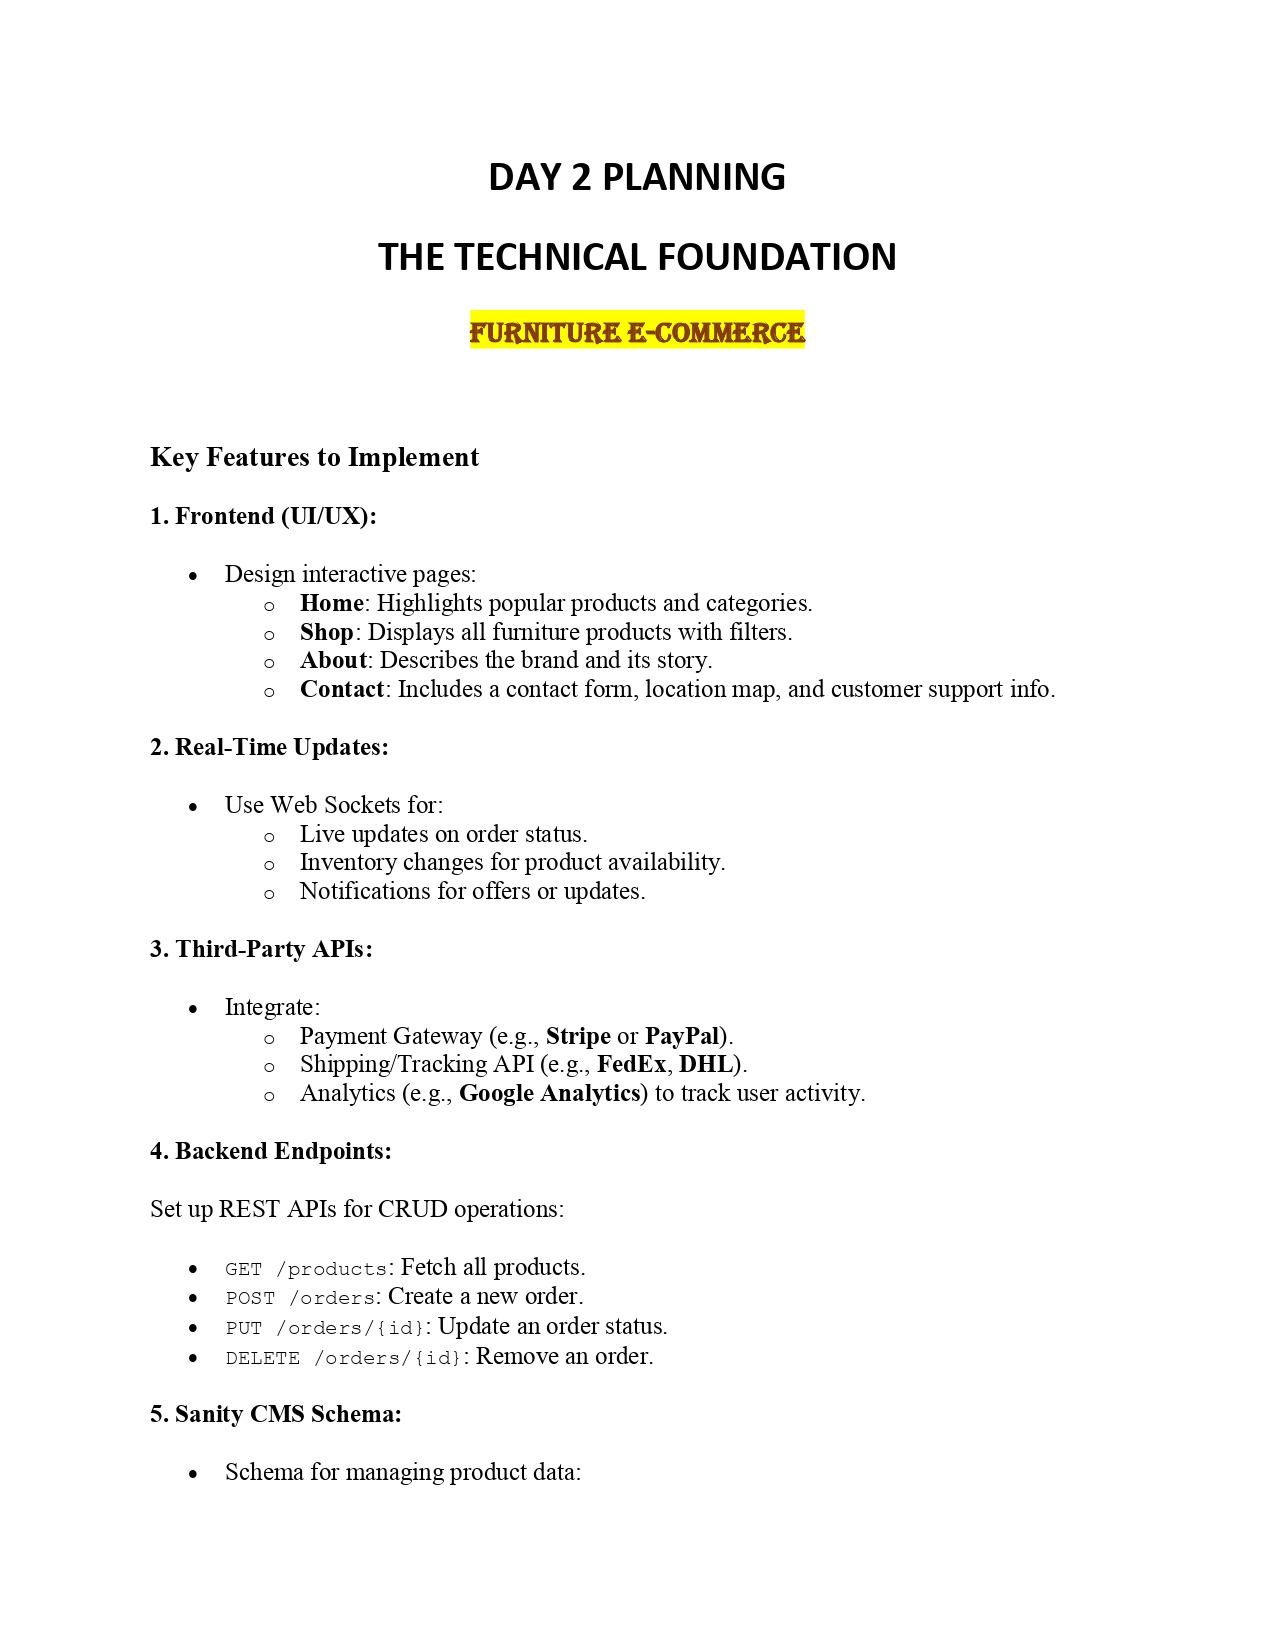 DAY 2 PLANNING
THE TECHNICAL FOUNDATION
FURNITURE E-COMMERCE
Key Features to Implement
1. Frontend (UI/UX):
• Design interactive pages:
o Home: Highlights popular products and categories.
o Shop: Displays all furniture products with filters.
o About: Describes the brand and its story.
o Contact: Includes a contact form, location map, and customer support info.
2. Real-Time Updates:
• Use Web Sockets for:
o Live updates on order status.
o Inventory changes for product availability.
o Notifications for offers or updates.
3. Third-Party APIs:
• Integrate:
o Payment Gateway (e.g., Stripe or PayPal).
o Shipping/Tracking API (e.g., FedEx, DHL).
o Analytics (e.g., Google Analytics) to track user activity.
4. Backend Endpoints:
Set up REST APIs for CRUD operations:
• GET /products: Fetch all products.
• POST /orders: Create a new order.
• PUT /orders/{id}: Update an order status.
• DELETE /orders/{id}: Remove an order.
5. Sanity CMS Schema:
• Schema for managing product data: